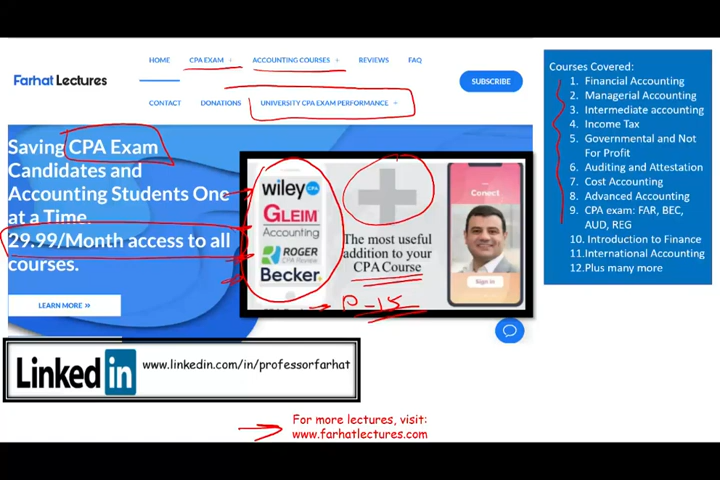 HOME CPA EXAM + ACCOUNTING COURSES + REVIEWS FAQ
Farhat Lectures
SUBSCRIBE
CONTACT DONATIONS UNIVERSITY CPA EXAM PERFORMANCE
Saving CPA Exam
Candidates and
Accounting Students One
at a Time.
29.99/Month access to all
courses.
LEARN MORE »
wiley CPA
GLEIM
Accounting
ROGER
CPA Review
Becker.
The most useful
addition to your
CPA Course
Conect
Sign in
Linked in
www.linkedin.com/in/professorfarhat
For more lectures, visit:
www.farhatlectures.com
Courses Covered:
1. Financial Accounting
2. Managerial Accounting
3. Intermediate accounting
4. Income Tax
5. Governmental and Not
For Profit
6. Auditing and Attestation
7. Cost Accounting
8. Advanced Accounting
9. CPA exam: FAR, BEC,
AUD, REG
10. Introduction to Finance
11.International Accounting
12.Plus many more